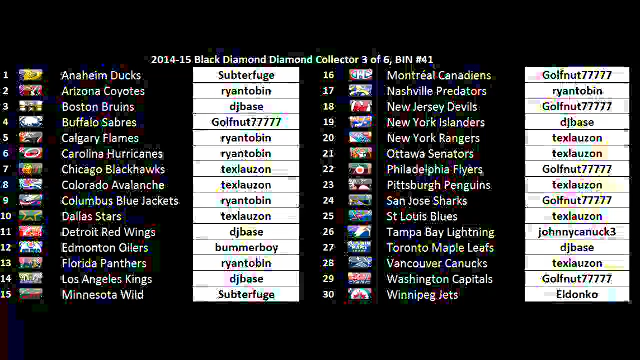 2014-15 Black Diamond Diamond Collector 3 of 6, BIN #41
1 Anaheim Ducks Subterfuge
2 Arizona Coyotes ryantobin
3 Boston Bruins djbase
4 Buffalo Sabres Golfnut77777
5 Calgary Flames ryantobin
6 Carolina Hurricanes ryantobin
7 Chicago Blackhawks texlauzon
8 Colorado Avalanche texlauzon
9 Columbus Blue Jackets ryantobin
10 Dallas Stars texlauzon
11 Detroit Red Wings djbase
12 Edmonton Oilers bummerboy
13 Florida Panthers ryantobin
14 Los Angeles Kings djbase
15 Minnesota Wild Subterfuge
16 Montréal Canadiens Golfnut77777
17 Nashville Predators ryantobin
18 New Jersey Devils Golfnut77777
19 New York Islanders djbase
20 New York Rangers texlauzon
21 Ottawa Senators texlauzon
22 Philadelphia Flyers Golfnut77777
23 Pittsburgh Penguins texlauzon
24 San Jose Sharks Golfnut77777
25 St Louis Blues texlauzon
26 Tampa Bay Lightning johnnycanuck3
27 Toronto Maple Leafs djbase
28 Vancouver Canucks texlauzon
29 Washington Capitals Golfnut77777
30 Winnipeg Jets Eldonko